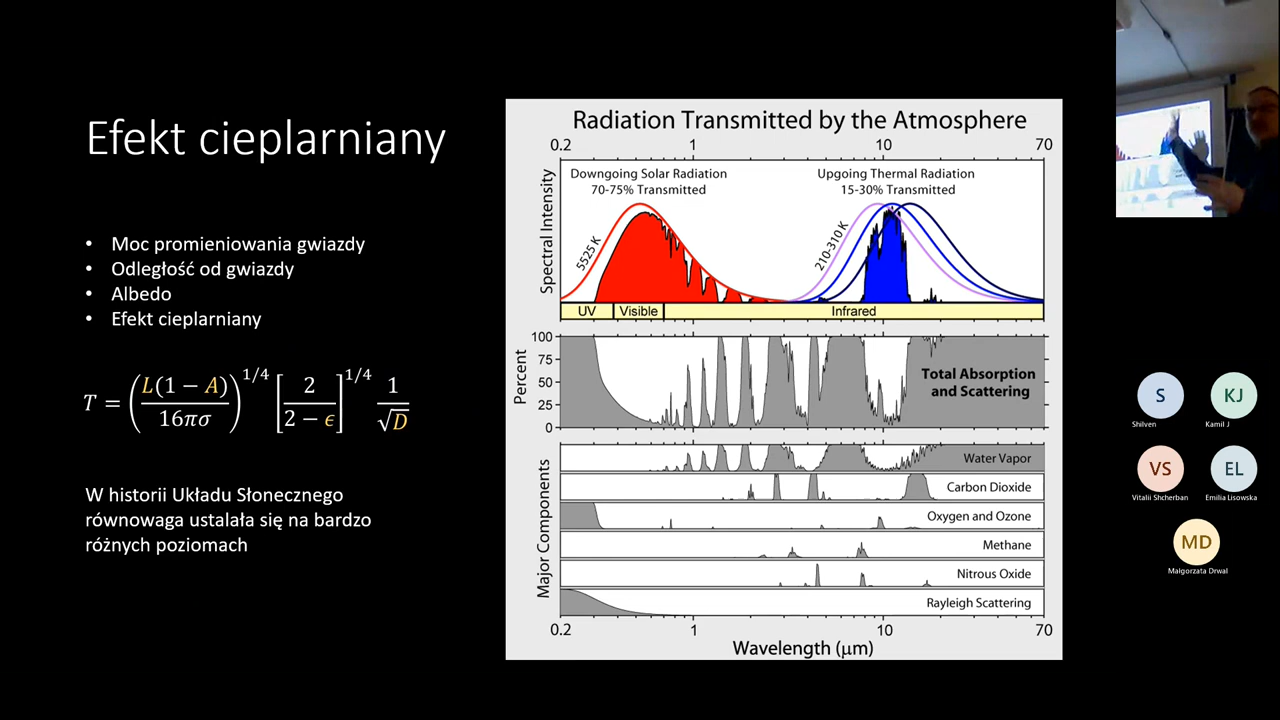 Efekt cieplarniany
• Moc promieniowania gwiazdy
• Odległość od gwiazdy
• Albedo
• Efekt cieplarniany
T = (L(1 − A)/16πσ)^1/4 [2/(2 − ϵ)]^1/4 1/√D
W historii Układu Słonecznego
równowaga ustalała się na bardzo
różnych poziomach
Radiation Transmitted by the Atmosphere
0.2 1 10 70
Downgoing Solar Radiation
70-75% Transmitted
Upgoing Thermal Radiation
15-30% Transmitted
Spectral Intensity
5525 K
210-310 K
UV Visible Infrared
Percent
100
75
50
25
0
Total Absorption
and Scattering
Major Components
Water Vapor
Carbon Dioxide
Oxygen and Ozone
Methane
Nitrous Oxide
Rayleigh Scattering
0.2 1 10 70
Wavelength (μm)
S
Shilven
KJ
Kamil J
VS
Vitalii Shcherban
EL
Emilia Lisowska
MD
Małgorzata Drwal